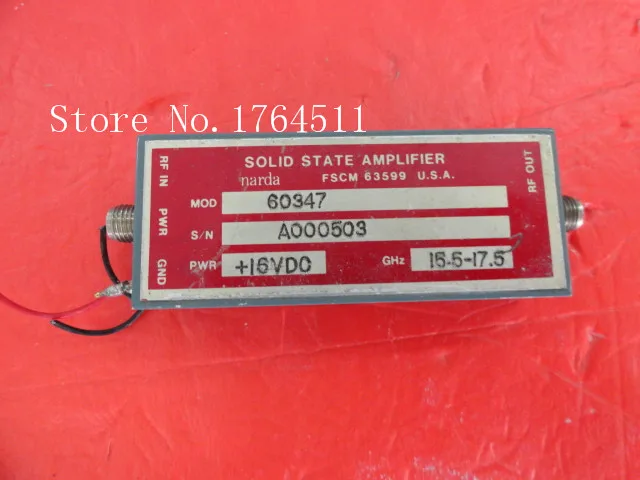 Store No.1764511
SOLID STATE AMPLIFIER
narda FSCM 63599 U.S.A.
RF IN
PWR
GND
MOD 60347
S/N A000503
PWR +16VDC GHz 15.5-17.5
RF OUT